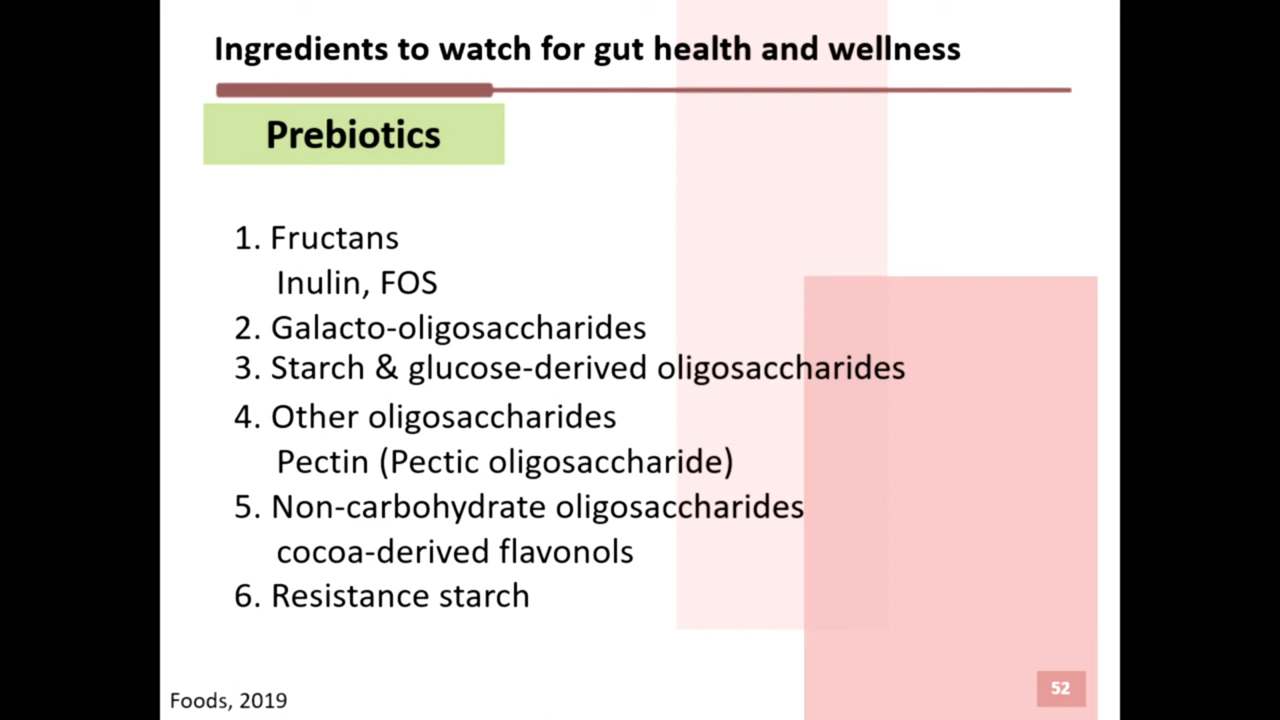 Ingredients to watch for gut health and wellness
Prebiotics
1. Fructans
Inulin, FOS
2. Galacto-oligosaccharides
3. Starch & glucose-derived oligosaccharides
4. Other oligosaccharides
Pectin (Pectic oligosaccharide)
5. Non-carbohydrate oligosaccharides
cocoa-derived flavonols
6. Resistance starch
Foods, 2019
52